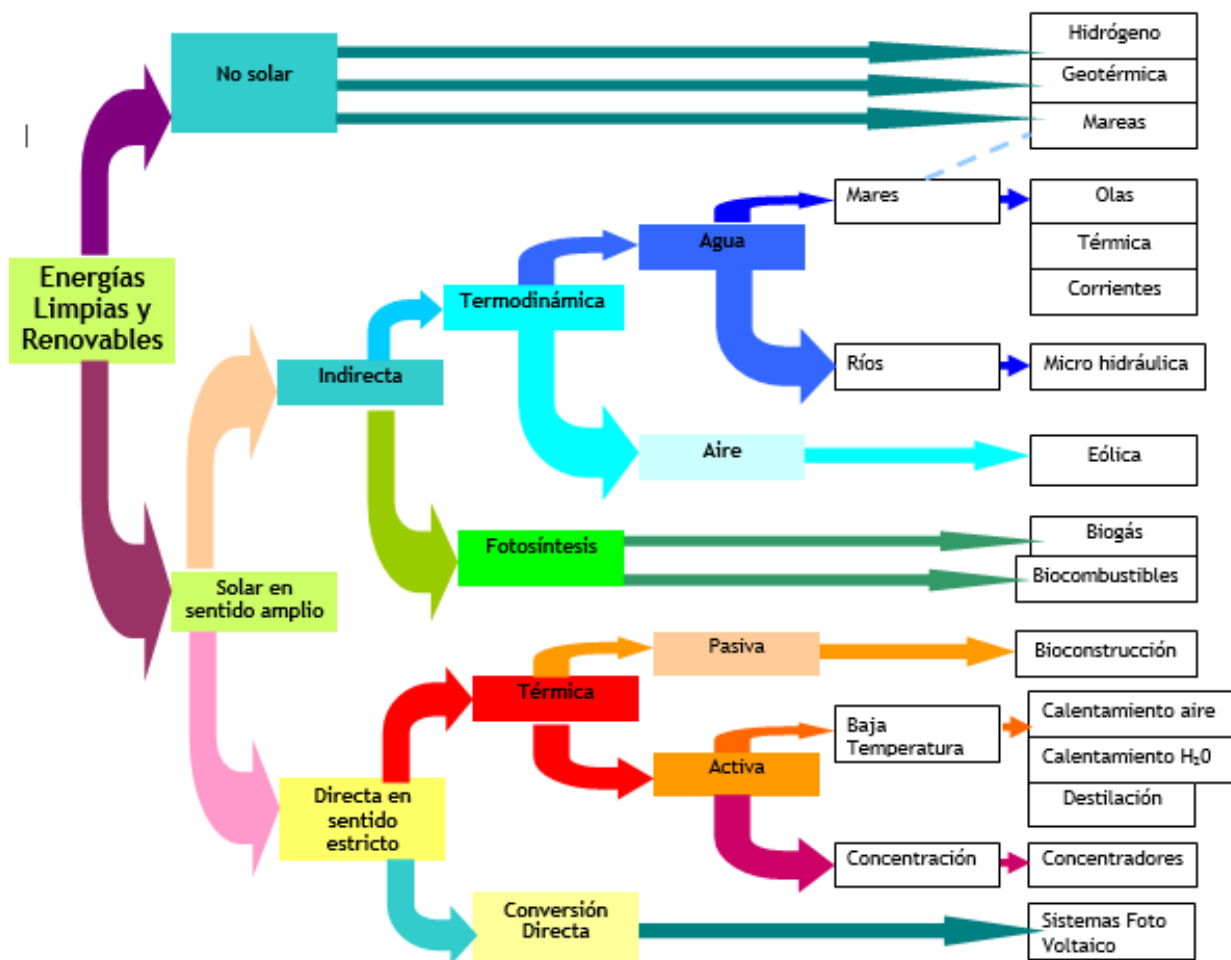 Hidrógeno
No solar
Geotérmica
Mareas
Mares
Olas
Agua
Térmica
Energías
Limpias y
Renovables
Termodinámica
Corrientes
Indirecta
Ríos
Micro hidráulica
Aire
Eólica
Fotosíntesis
Biogás
Biocombustibles
Solar en
sentido amplio
Pasiva
Bioconstrucción
Térmica
Baja
Temperatura
Calentamiento aire
Activa
Calentamiento H₂0
Destilación
Directa en
sentido
estricto
Concentración
Concentradores
Conversión
Directa
Sistemas Foto
Voltaico